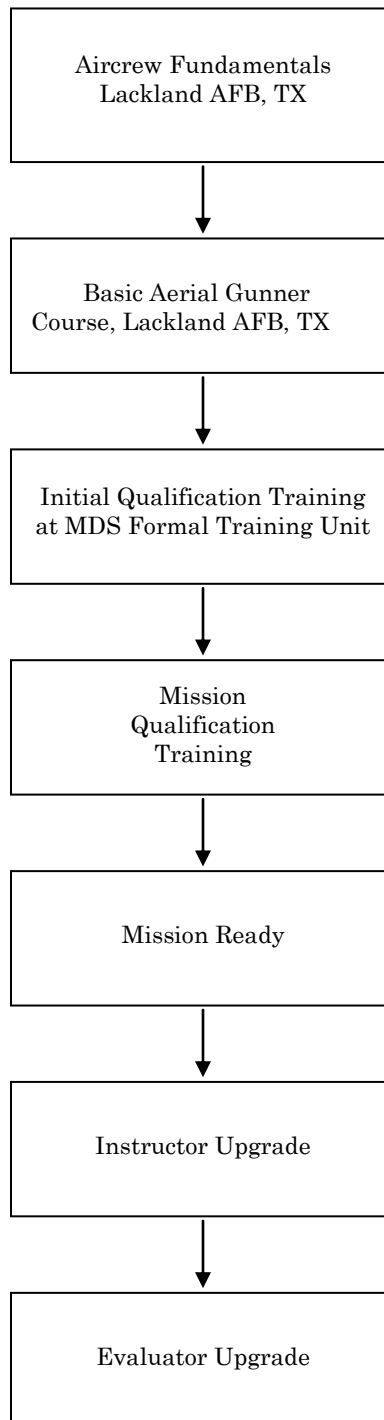 Aircrew Fundamentals
Lackland AFB, TX
Basic Aerial Gunner
Course, Lackland AFB, TX
Initial Qualification Training
at MDS Formal Training Unit
Mission
Qualification
Training
Mission Ready
Instructor Upgrade
Evaluator Upgrade